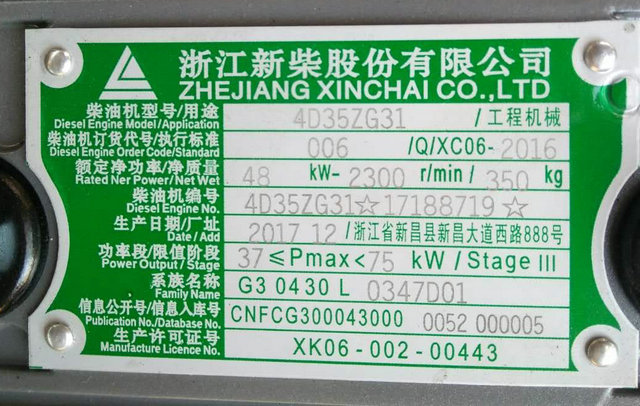 浙江新柴股份有限公司
ZHEJIANG XINCHAI CO.,LTD
柴油机型号/用途 4D35ZG31 /工程机械
Diesel Engine Model/Application
柴油机订货代号/执行标准 006 /Q/XC06-2016
Diesel Engine Order Code/Standard
额定净功率/净质量 48 kW- 2300 r/min/ 350 kg
Rated Ner Power/Net Wet
柴油机编号 4D35ZG31☆17188719☆
Diesel Engine No.
生产日期/厂址 2017 12 /浙江省新昌县新昌大道西路888号
Date / Add
功率段/限值阶段 37≤Pmax<75 kW/Stage III
Power Output / Stage
系族名称 G3 0430 L 0347D01
Family Name
信息公开号/信息入库号 CNFCG300043000 0052 000005
Publication No./Database No.
生产许可证号 XK06-002-00443
Manufacture Licence No.